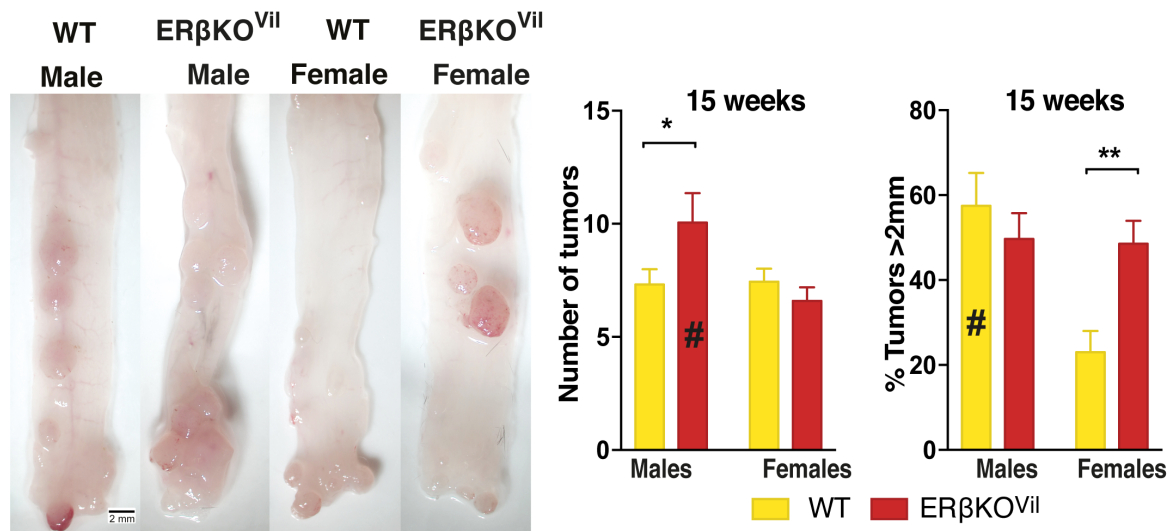 WT ERβKO^Vil WT ERβKO^Vil
Male Male Female Female
2 mm
15 weeks
Number of tumors
15
10
5
0
*
#
Males Females
15 weeks
% Tumors >2mm
80
60
40
20
0
**
#
Males Females
WT ERβKO^Vil